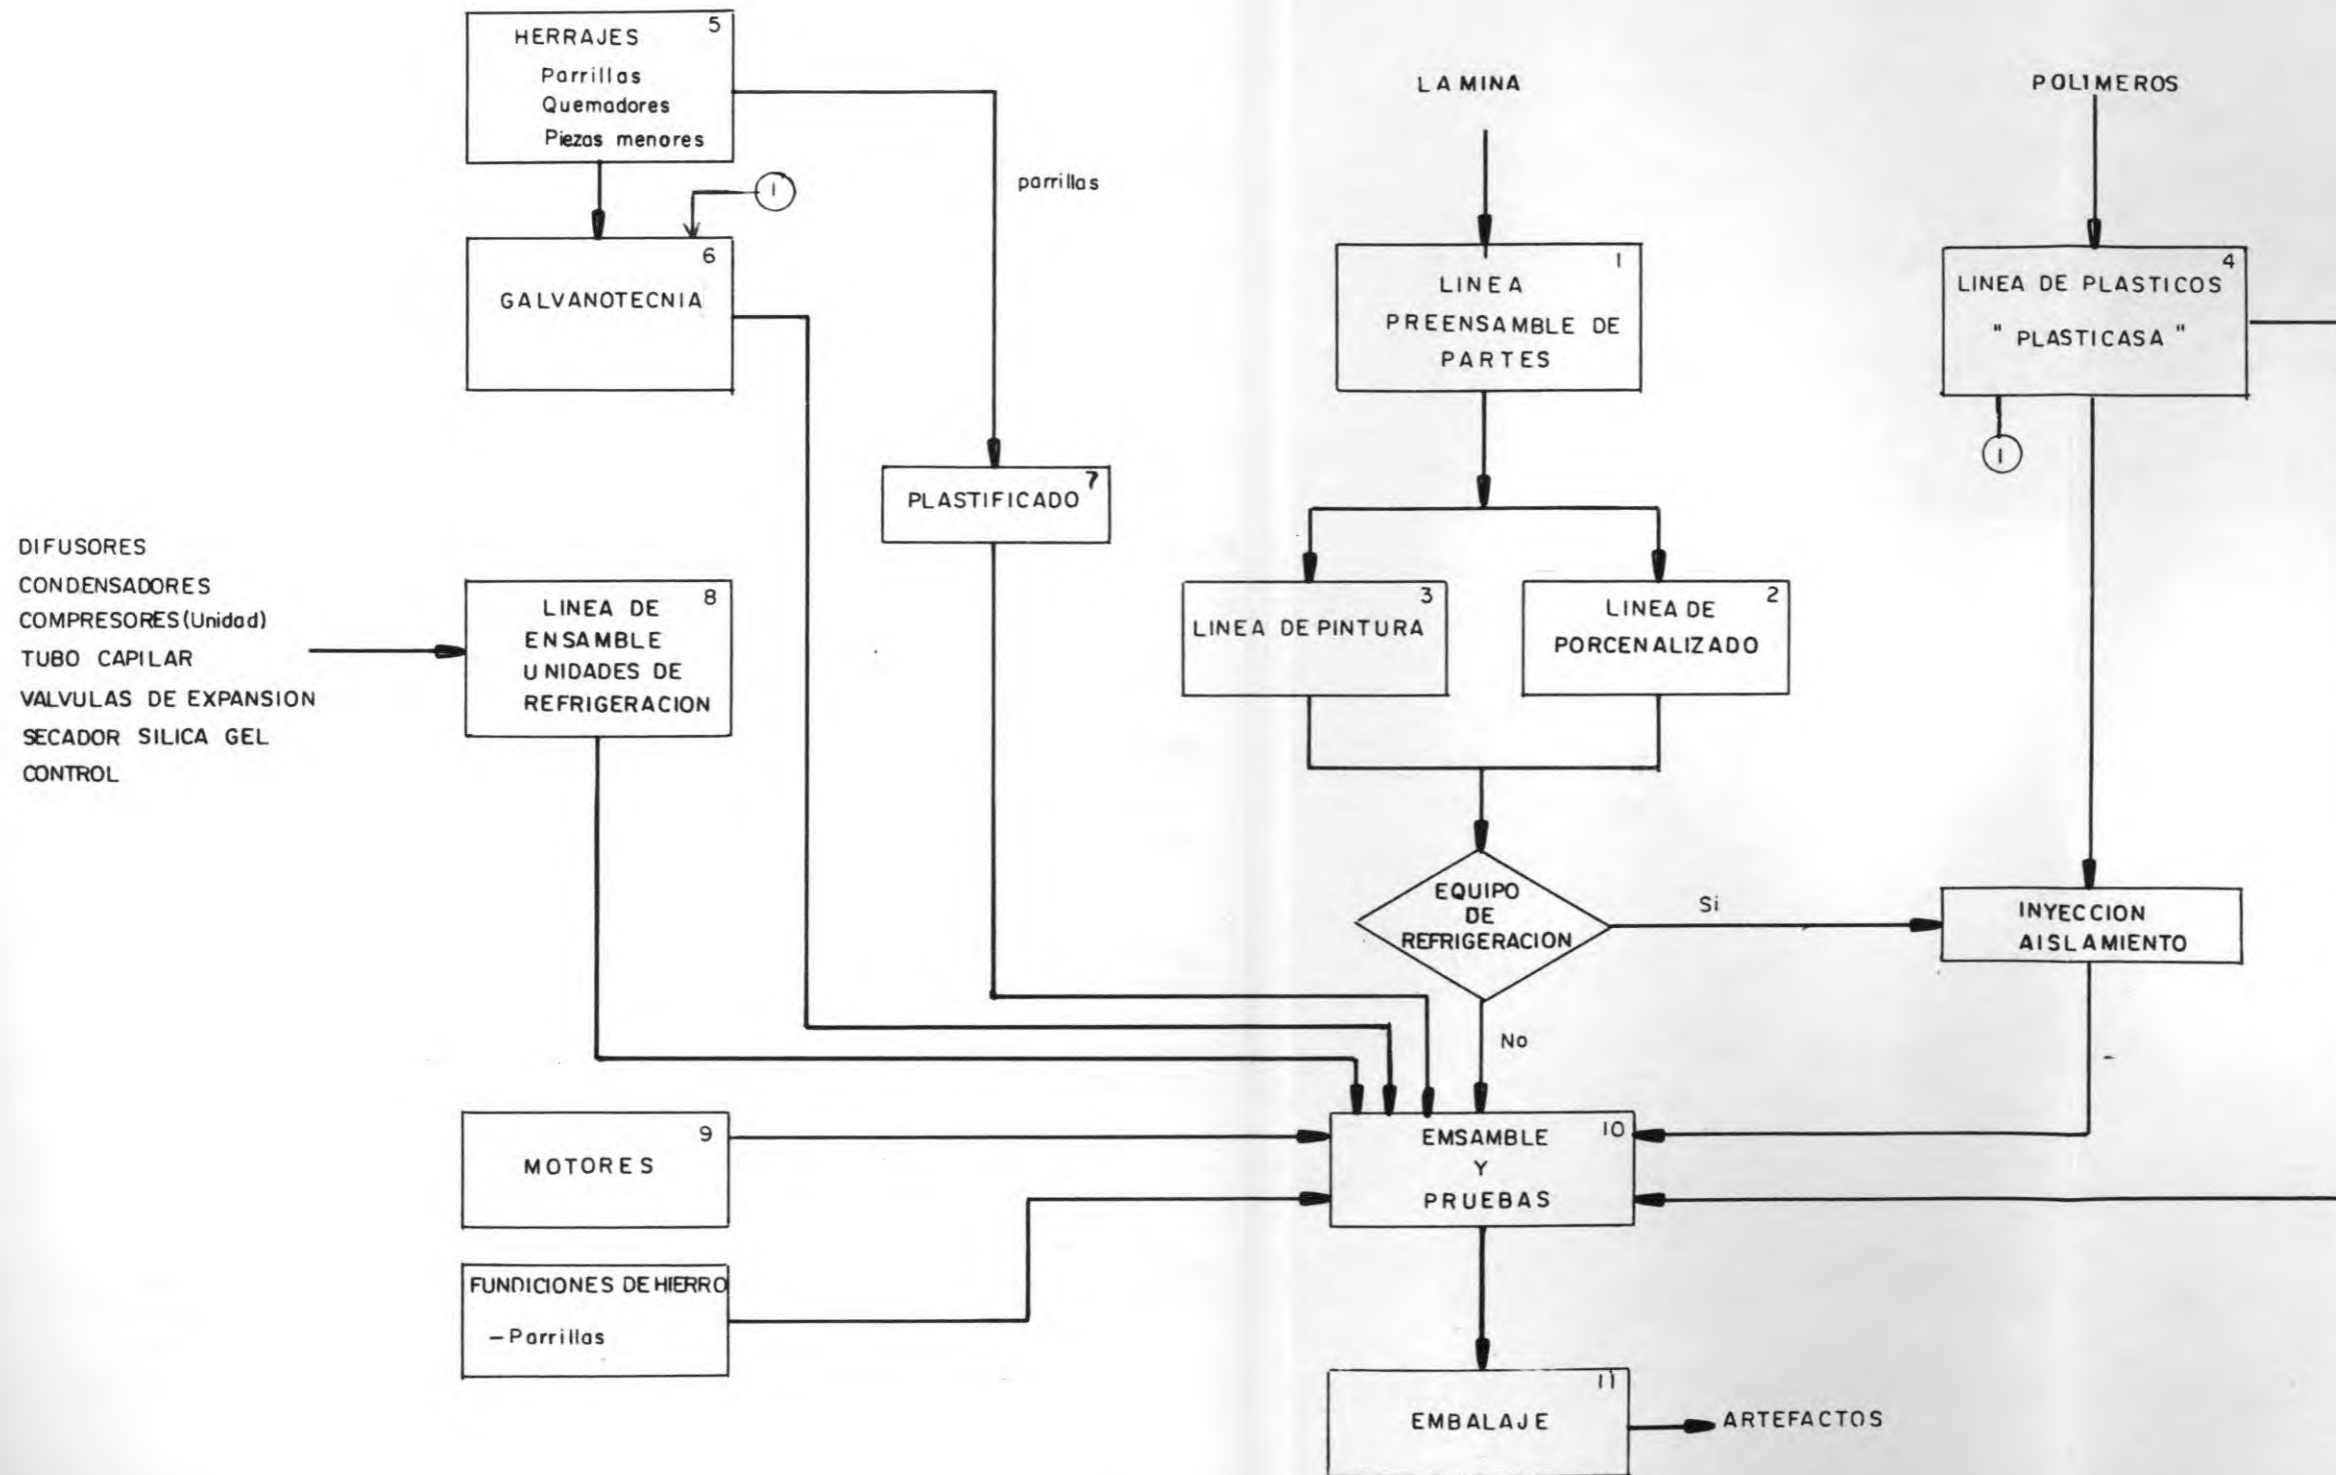 5
HERRAJES
Parrillas
Quemadores
Piezas menores
1
parrillas
6
GALVANOTECNIA
7
PLASTIFICADO
DIFUSORES
CONDENSADORES
COMPRESORES (Unidad)
TUBO CAPILAR
VALVULAS DE EXPANSION
SECADOR SILICA GEL
CONTROL
8
LINEA DE
ENSAMBLE
UNIDADES DE
REFRIGERACION
9
MOTORES
FUNDICIONES DE HIERRO
- Parrillas
LAMINA
1
LINEA
PREENSAMBLE DE
PARTES
3
LINEA DE PINTURA
2
LINEA DE
PORCENALIZADO
EQUIPO
DE
REFRIGERACION
Si
No
POLIMEROS
4
LINEA DE PLASTICOS
" PLASTICASA "
1
INYECCION
AISLAMIENTO
10
EMSAMBLE
Y
PRUEBAS
11
EMBALAJE
ARTEFACTOS